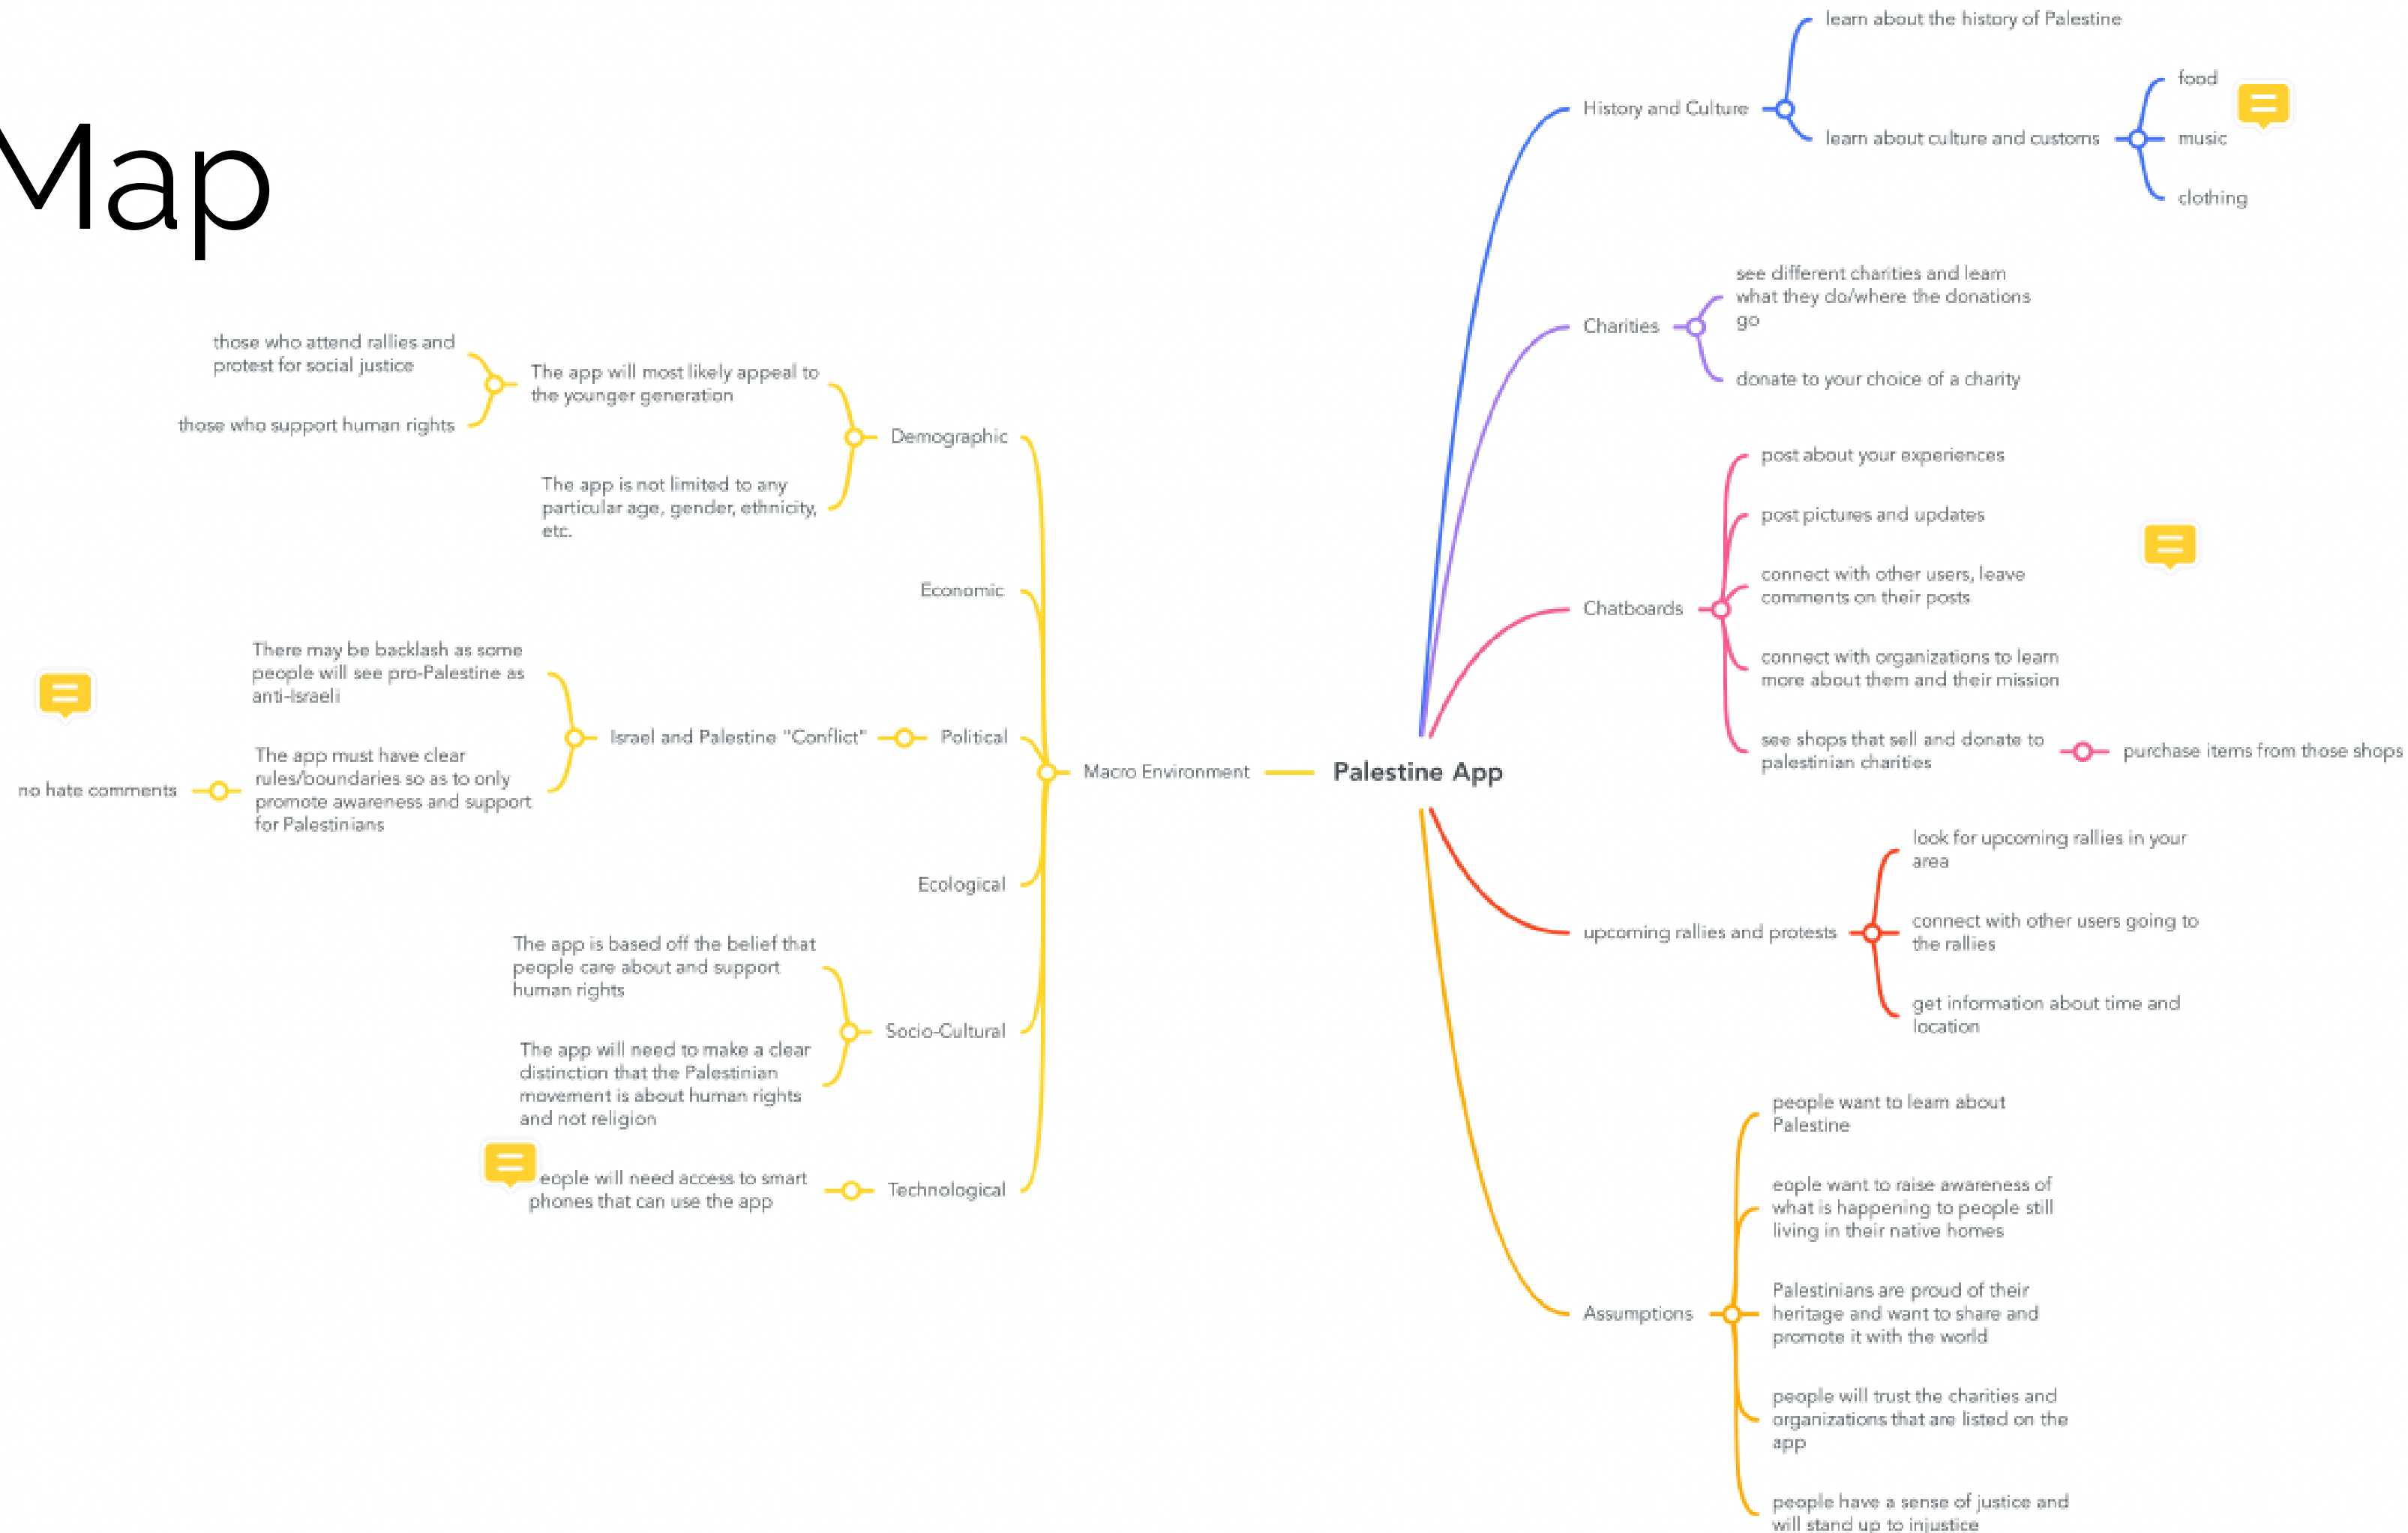 Map
learn about the history of Palestine
food
History and Culture
learn about culture and customs
music
clothing
see different charities and learn
what they do/where the donations
go
Charities
donate to your choice of a charity
post about your experiences
post pictures and updates
connect with other users, leave
comments on their posts
Chatboards
connect with organizations to learn
more about them and their mission
see shops that sell and donate to
palestinian charities
purchase items from those shops
Palestine App
look for upcoming rallies in your
area
upcoming rallies and protests
connect with other users going to
the rallies
get information about time and
location
people want to learn about
Palestine
eople want to raise awareness of
what is happening to people still
living in their native homes
Assumptions
Palestinians are proud of their
heritage and want to share and
promote it with the world
people will trust the charities and
organizations that are listed on the
app
people have a sense of justice and
will stand up to injustice
Macro Environment
Demographic
The app will most likely appeal to
the younger generation
those who attend rallies and
protest for social justice
those who support human rights
The app is not limited to any
particular age, gender, ethnicity,
etc.
Economic
Political
Israel and Palestine "Conflict"
There may be backlash as some
people will see pro-Palestine as
anti-Israeli
The app must have clear
rules/boundaries so as to only
promote awareness and support
for Palestinians
no hate comments
Ecological
Socio-Cultural
The app is based off the belief that
people care about and support
human rights
The app will need to make a clear
distinction that the Palestinian
movement is about human rights
and not religion
Technological
eople will need access to smart
phones that can use the app